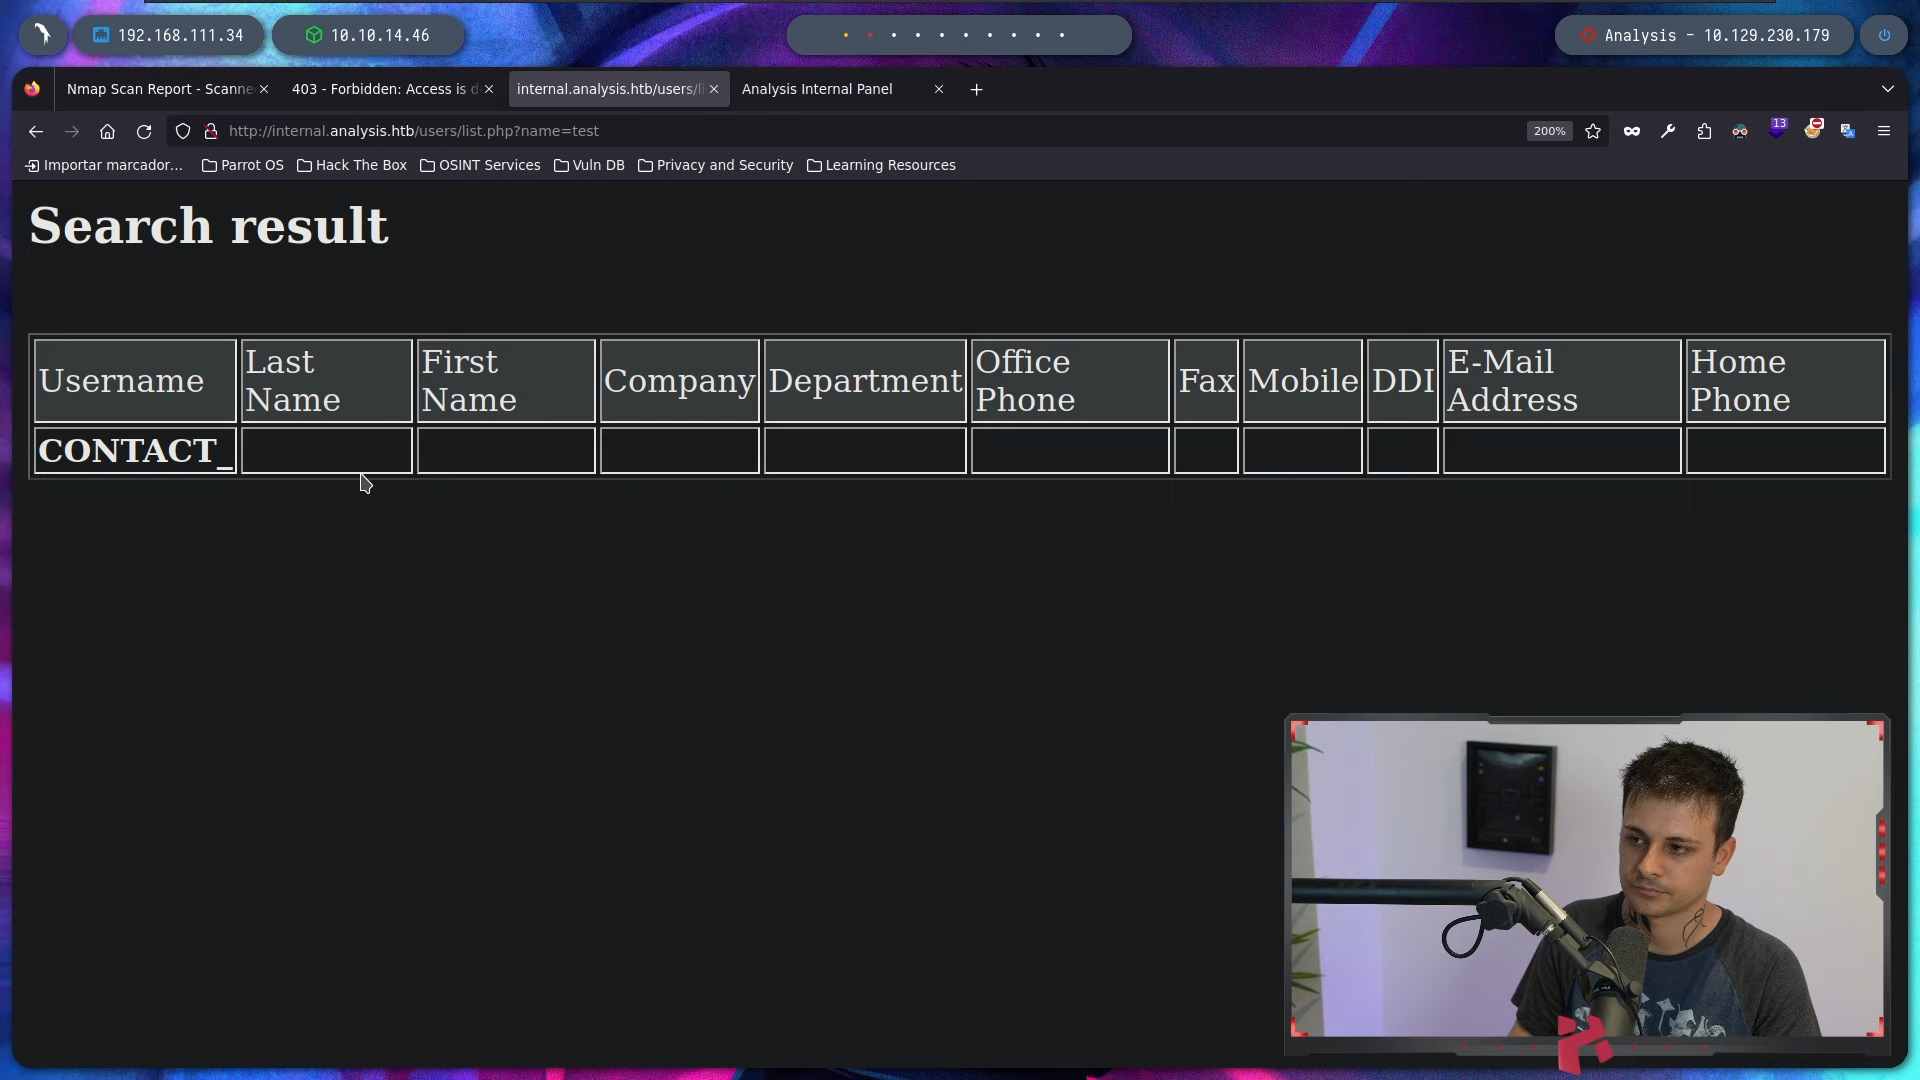 192.168.111.34
10.10.14.46
Analysis - 10.129.230.179
Nmap Scan Report - Scanne
403 - Forbidden: Access is d
internal.analysis.htb/users/li
Analysis Internal Panel
http://internal.analysis.htb/users/list.php?name=test
200%
13
Importar marcador...
Parrot OS
Hack The Box
OSINT Services
Vuln DB
Privacy and Security
Learning Resources
Search result
Username
Last
Name
First
Name
Company
Department
Office
Phone
Fax
Mobile
DDI
E-Mail
Address
Home
Phone
CONTACT_